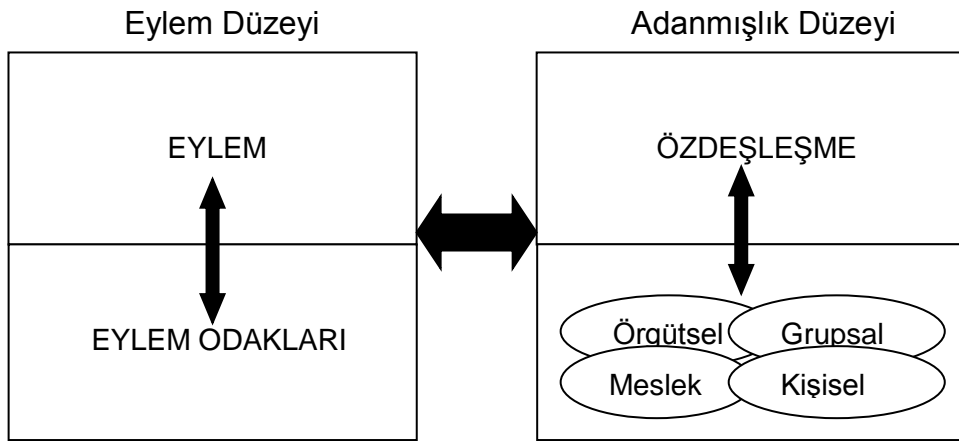 Eylem Düzeyi
Adanmışlık Düzeyi
EYLEM
ÖZDEŞLEŞME
EYLEM ODAKLARI
Örgütsel
Grupsal
Meslek
Kişisel